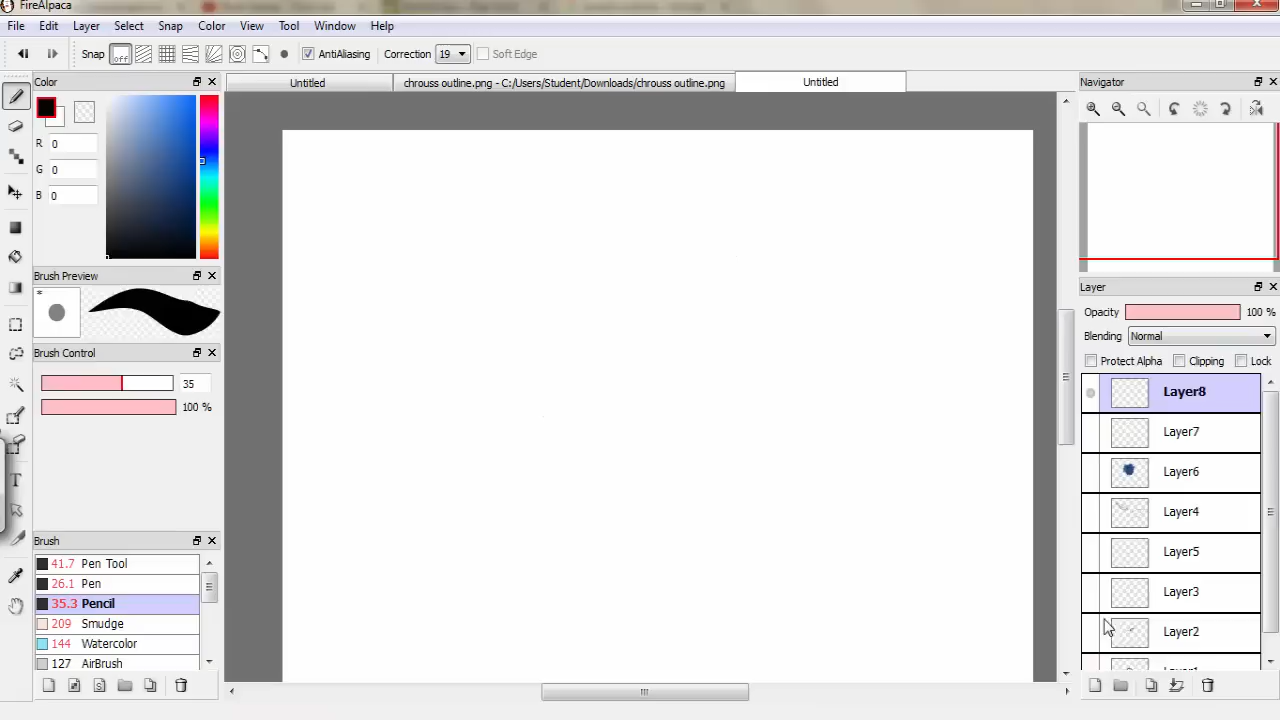 FireAlpaca
File Edit Layer Select Snap Color View Tool Window Help
Snap off AntiAliasing Correction 19 Soft Edge
Color
Untitled
chrouss outline.png - C:/Users/Student/Downloads/chrouss outline.png
Untitled
Navigator
R 0
G 0
B 0
Brush Preview
*
Brush Control
35
100 %
Brush
41.7 Pen Tool
26.1 Pen
35.3 Pencil
209 Smudge
144 Watercolor
127 AirBrush
T
Layer
Opacity 100 %
Blending Normal
Protect Alpha Clipping Lock
Layer8
Layer7
Layer6
Layer4
Layer5
Layer3
Layer2
Layer1